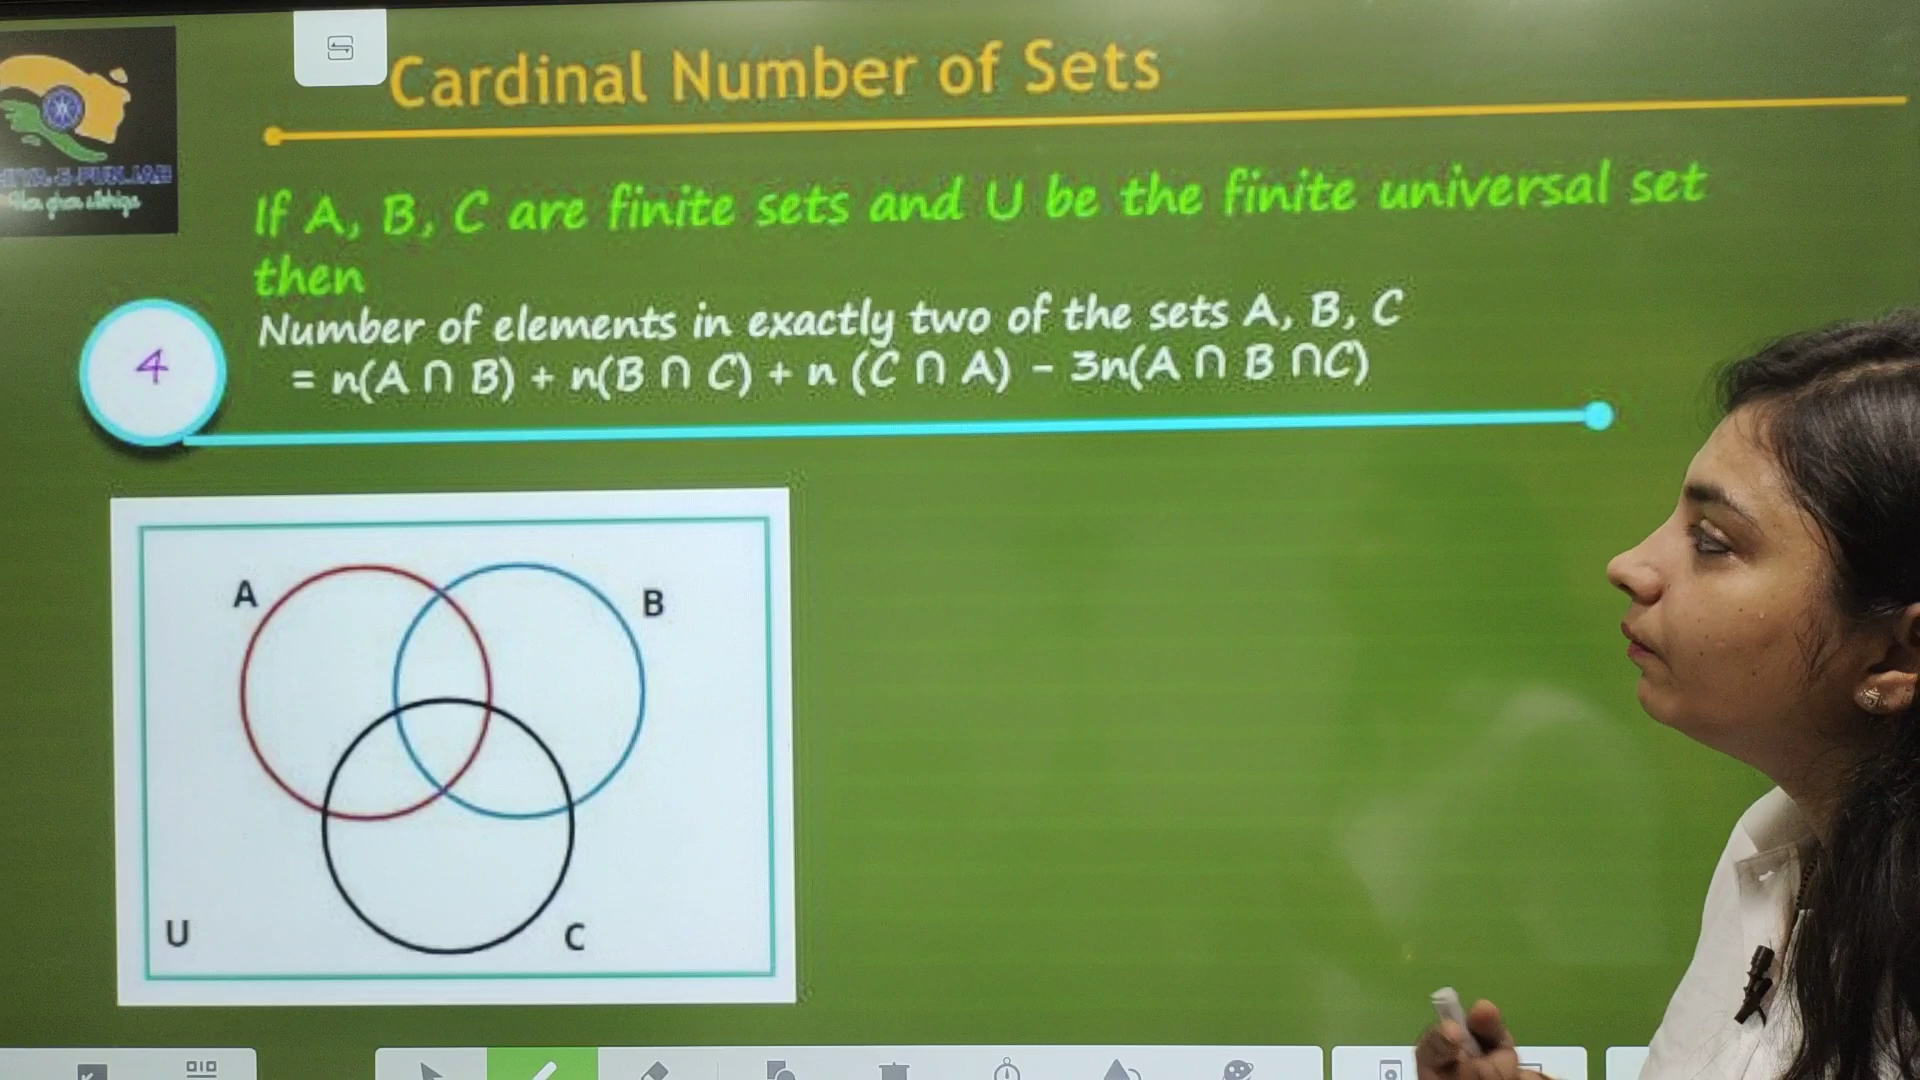 Cardinal Number of Sets
If A, B, C are finite sets and U be the finite universal set
then
4
Number of elements in exactly two of the sets A, B, C
= n(A ∩ B) + n(B ∩ C) + n (C ∩ A) - 3n(A ∩ B ∩C)
A
B
U
C